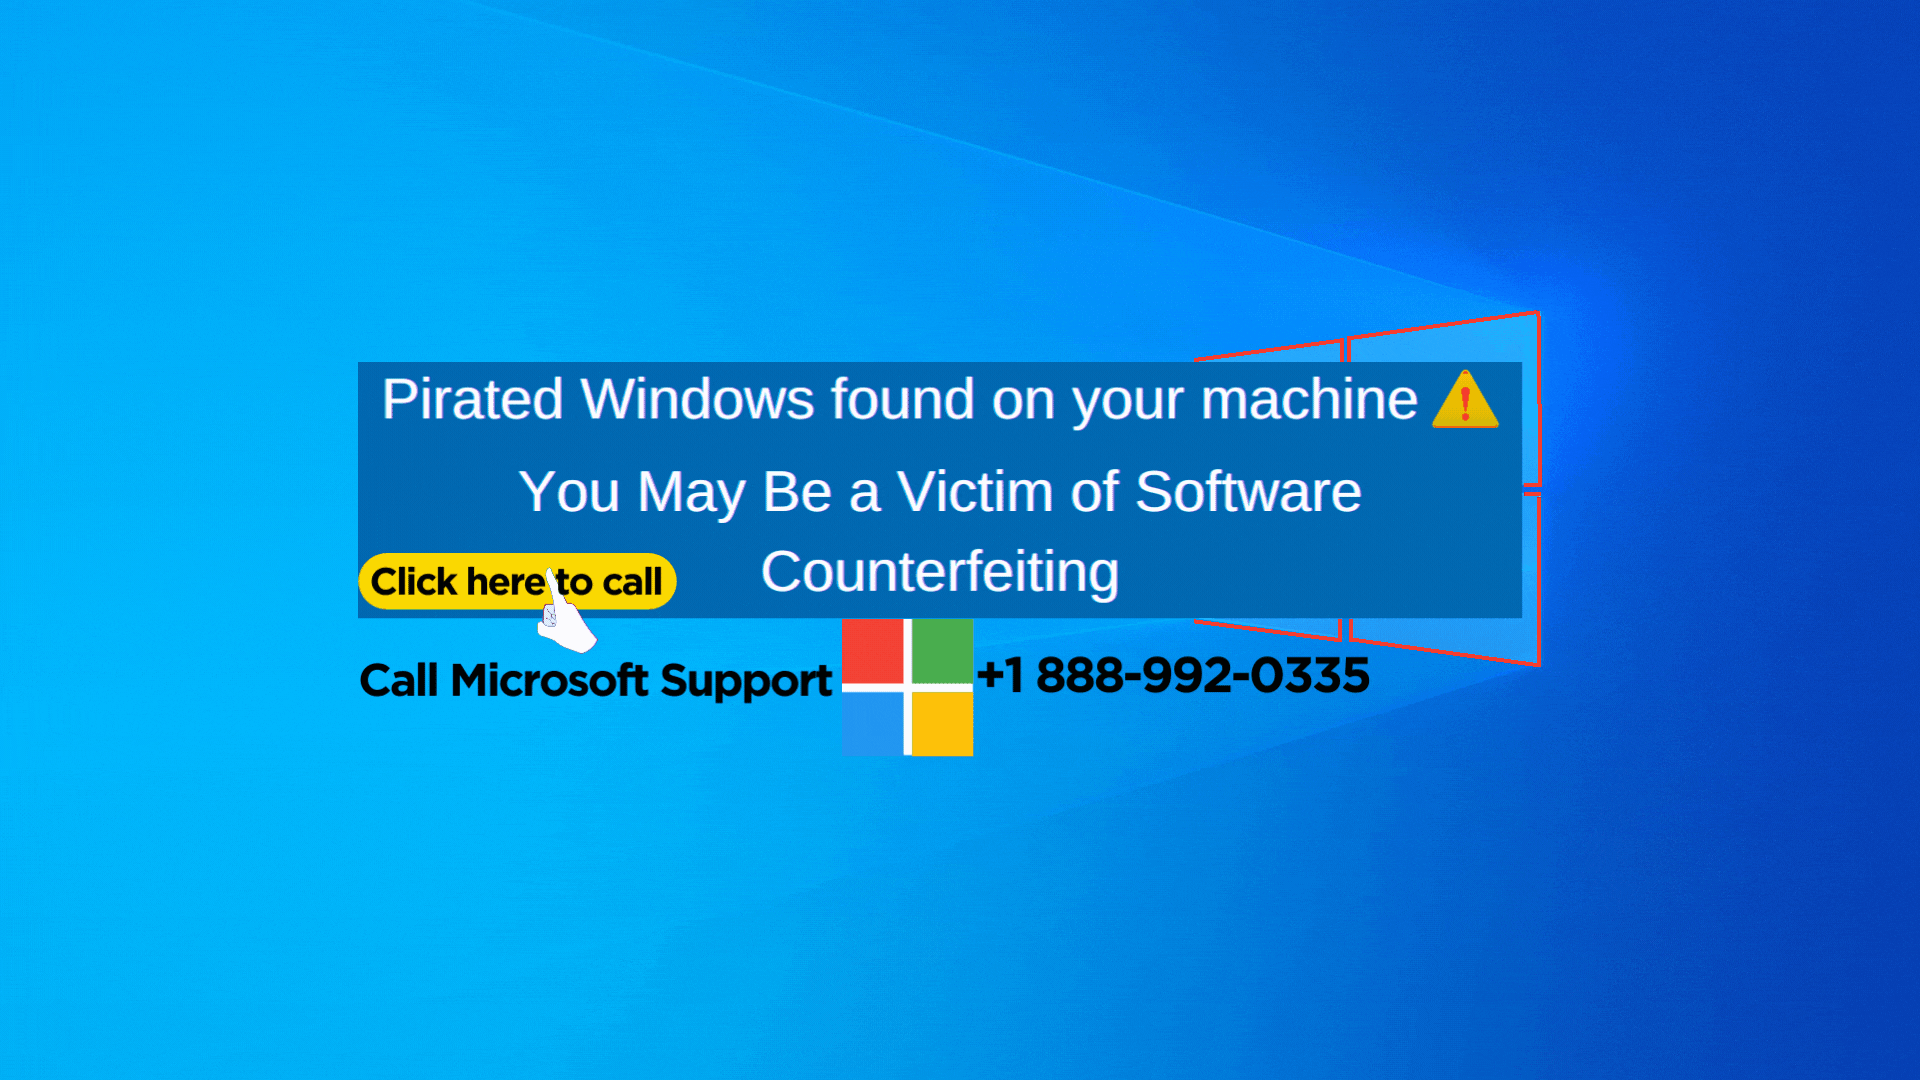 Pirated Windows found on your machine ⚠
You May Be a Victim of Software
Counterfeiting
Click here to call
Call Microsoft Support +1 888-992-0335